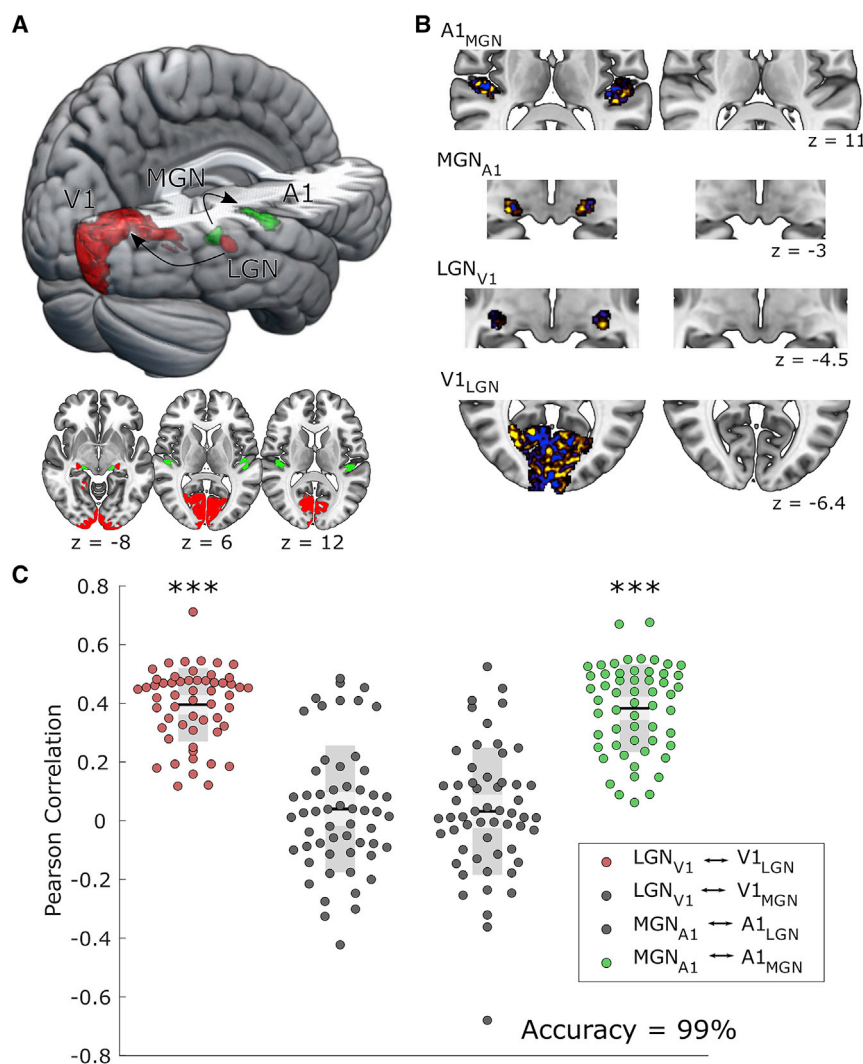 A
V1
MGN
A1
LGN
z = -8
z = 6
z = 12
B
A1MGN
z = 11
MGNA1
z = -3
LGNV1
z = -4.5
V1LGN
z = -6.4
C
Pearson Correlation
0.8
0.6
0.4
0.2
0
-0.2
-0.4
-0.6
-0.8
***
***
LGNV1 ↔ V1LGN
LGNV1 ↔ V1MGN
MGNA1 ↔ A1LGN
MGNA1 ↔ A1MGN
Accuracy = 99%